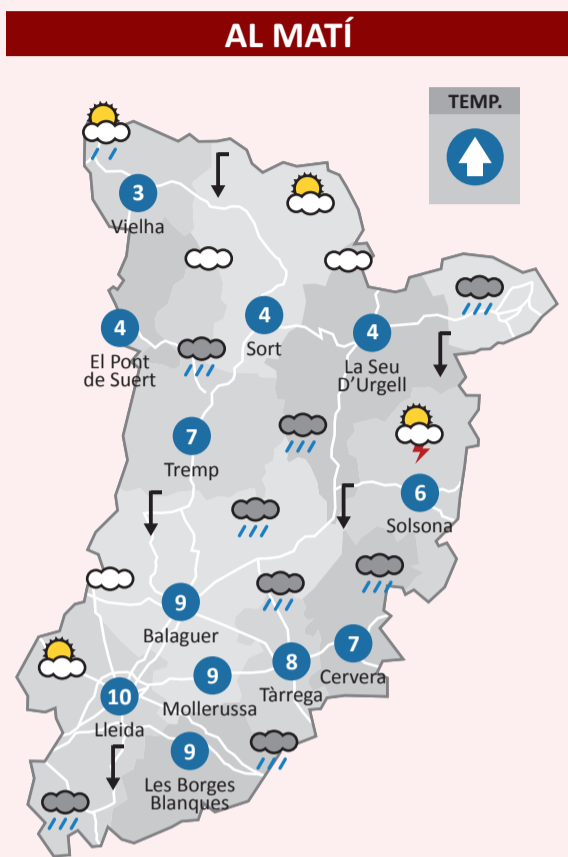 AL MATÍ
TEMP.
3
Vielha
4
El Pont
de Suert
4
Sort
4
La Seu
D'Urgell
7
Tremp
6
Solsona
9
Balaguer
7
Cervera
8
Tàrrega
9
Mollerussa
10
Lleida
9
Les Borges
Blanques